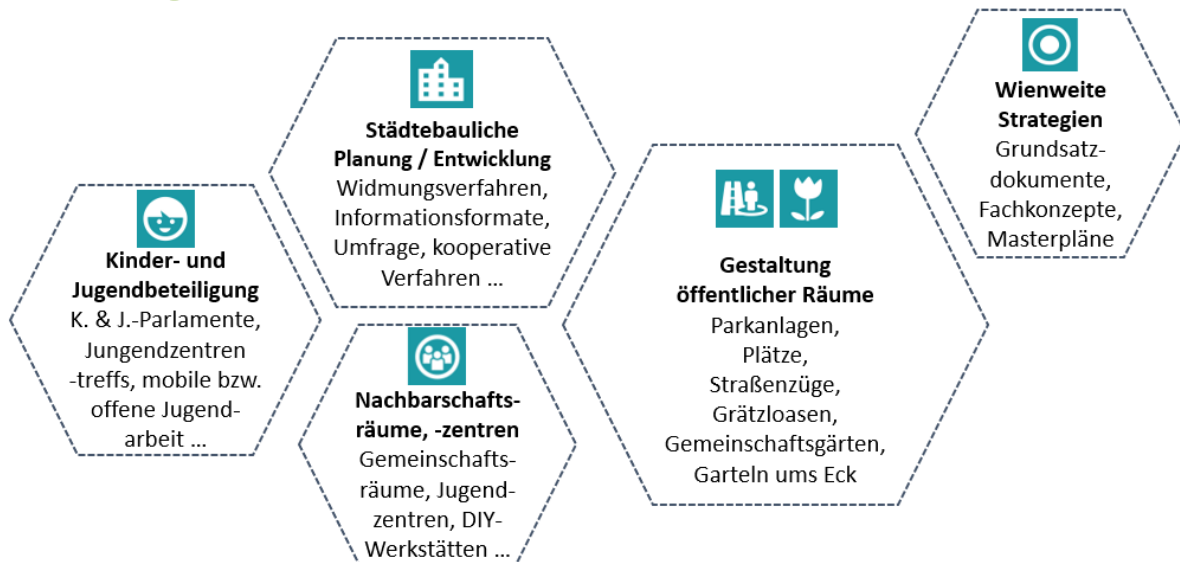 Kinder- und
Jugendbeteiligung
K. & J.-Parlamente,
Jungendzentren
-treffs, mobile bzw.
offene Jugend-
arbeit ...
Städtebauliche
Planung / Entwicklung
Widmungsverfahren,
Informationsformate,
Umfrage, kooperative
Verfahren ...
Nachbarschafts-
räume, -zentren
Gemeinschafts-
räume, Jugend-
zentren, DIY-
Werkstätten ...
Gestaltung
öffentlicher Räume
Parkanlagen,
Plätze,
Straßenzüge,
Grätzloasen,
Gemeinschaftsgärten,
Garteln ums Eck
Wienweite
Strategien
Grundsatz-
dokumente,
Fachkonzepte,
Masterpläne